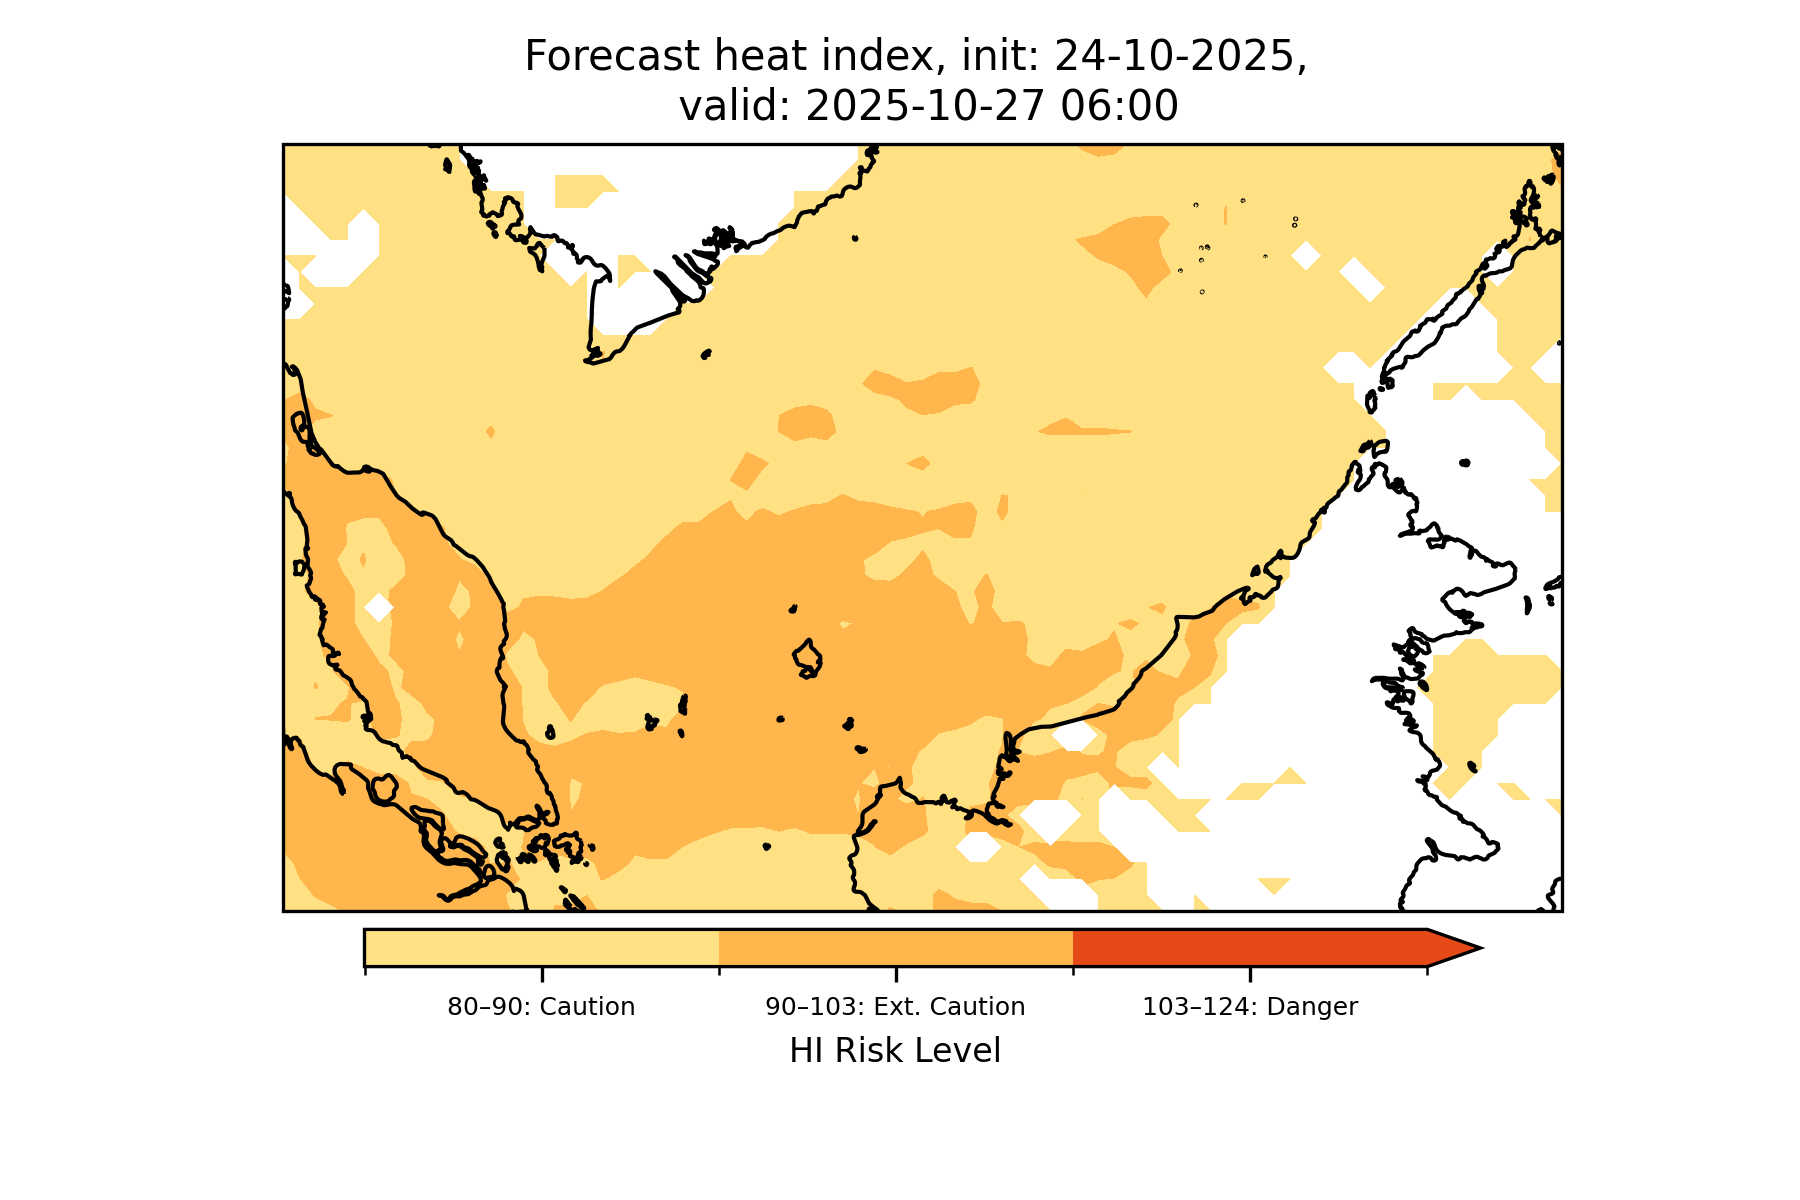 Forecast heat index, init: 24-10-2025,
valid: 2025-10-27 06:00
80–90: Caution
90–103: Ext. Caution
103–124: Danger
HI Risk Level